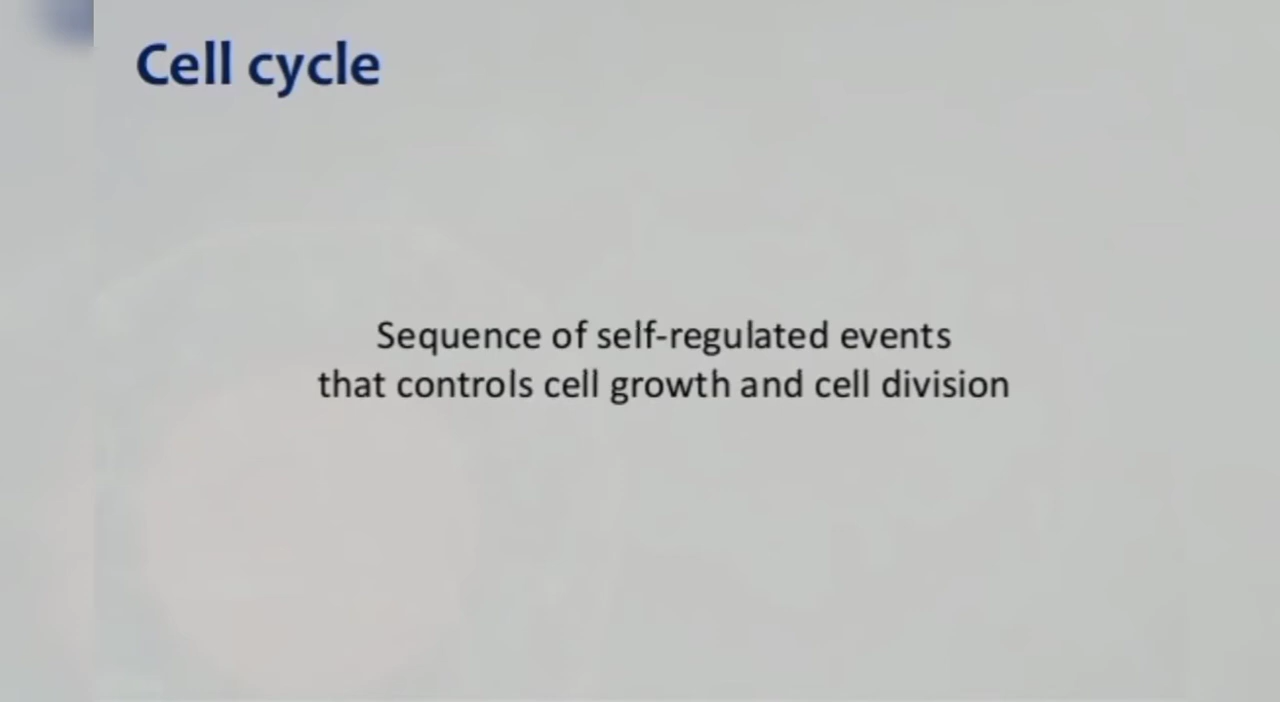 Cell cycle
Sequence of self-regulated events
that controls cell growth and cell division